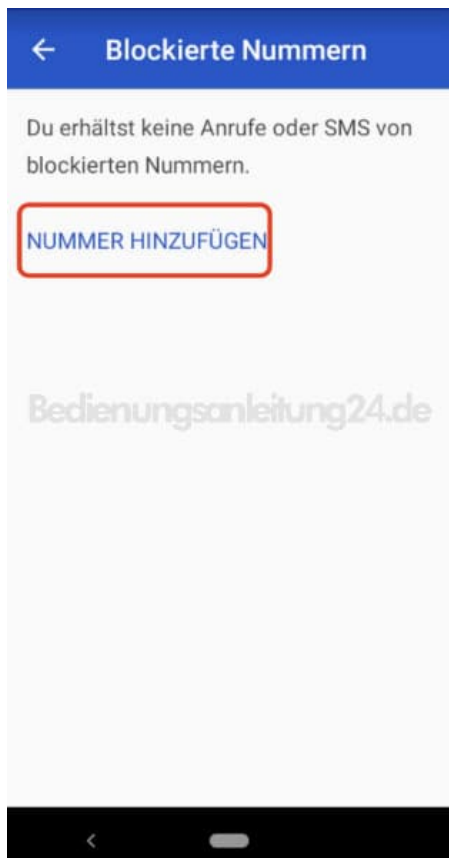 Blockierte Nummern
Du erhältst keine Anrufe oder SMS von
blockierten Nummern.
NUMMER HINZUFÜGEN
Bedienungsanleitung24.de